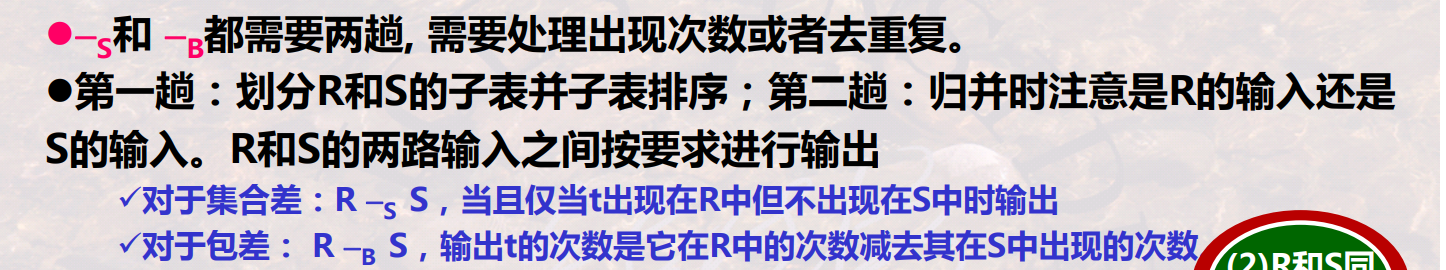 ●−S和 −B都需要两趟, 需要处理出现次数或者去重复。
●第一趟：划分R和S的子表并子表排序；第二趟：归并时注意是R的输入还是
S的输入。R和S的两路输入之间按要求进行输出
✓对于集合差：R −S S，当且仅当t出现在R中但不出现在S中时输出
✓对于包差： R −B S，输出t的次数是它在R中的次数减去其在S中出现的次数
(2)R和S同